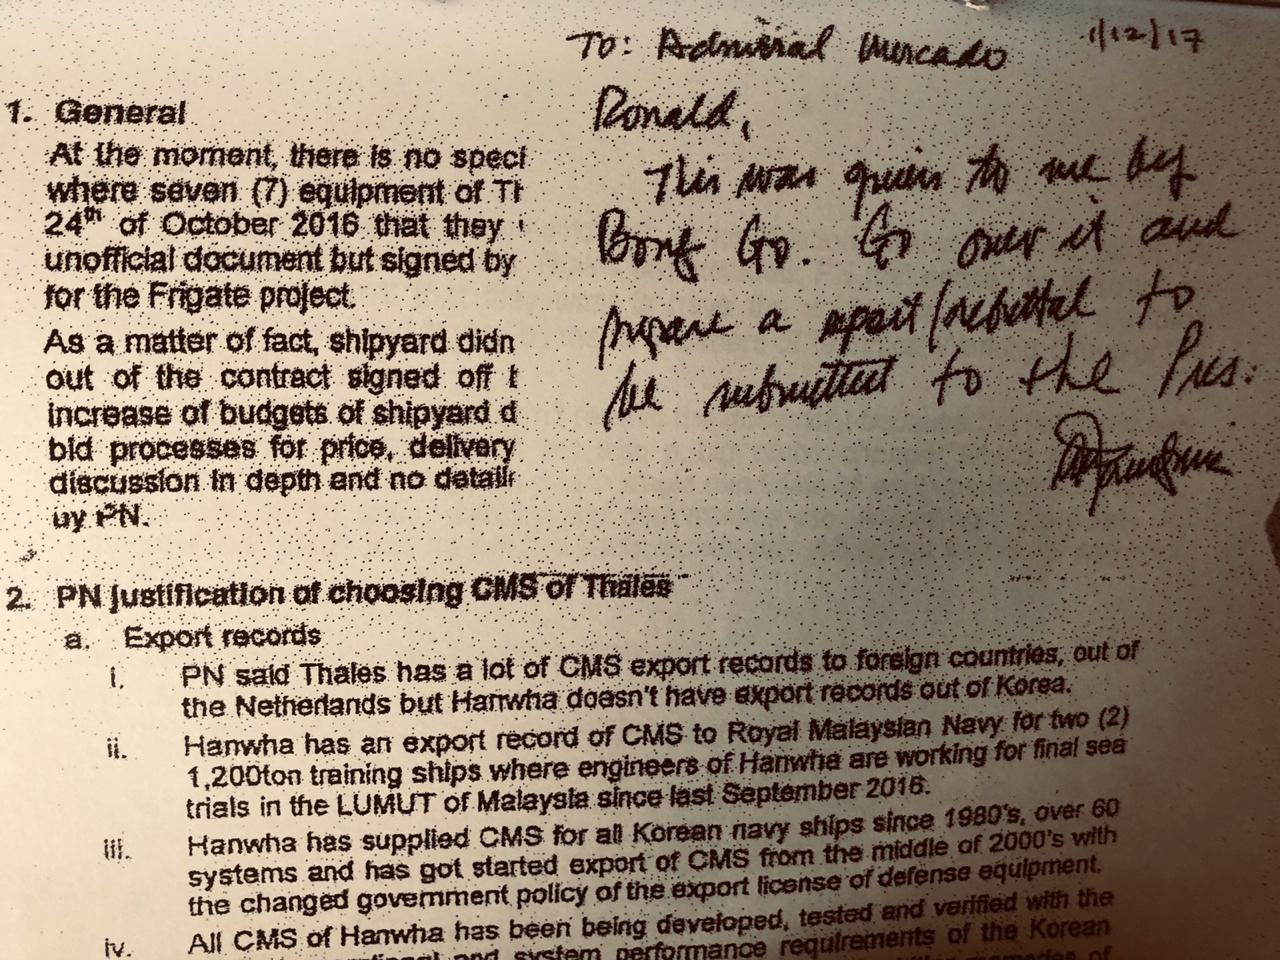 To: Admiral Mercado 1/12/17
Ronald,
This was given to me by
Bong Go. Go over it and
prepare a report/rebuttal to
be submitted to the Pres.
1. General
At the moment, there is no speci
where seven (7) equipment of Th
24th of October 2016 that they
unofficial document but signed by
for the Frigate project.
As a matter of fact, shipyard didn
out of the contract signed off
increase of budgets of shipyard d
bid processes for price, delivery
discussion in depth and no detail
by PN.
2. PN justification of choosing CMS of Thales
a. Export records
i. PN said Thales has a lot of CMS export records to foreign countries, out of
the Netherlands but Hanwha doesn't have export records out of Korea.
ii. Hanwha has an export record of CMS to Royal Malaysian Navy for two (2)
1,200ton training ships where engineers of Hanwha are working for final sea
trials in the LUMUT of Malaysia since last September 2016.
iii. Hanwha has supplied CMS for all Korean navy ships since 1980's, over 60
systems and has got started export of CMS from the middle of 2000's with
the changed government policy of the export license of defense equipment.
iv. All CMS of Hanwha has been being developed, tested and verified with the
and system performance requirements of the Korean